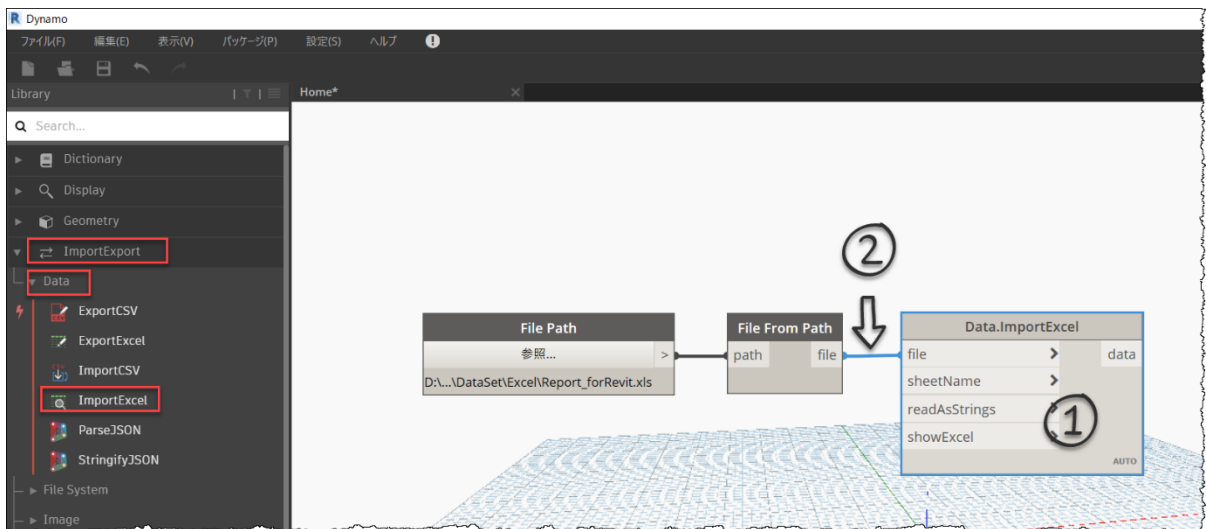 R Dynamo
ファイル(F) 編集(E) 表示(V) パッケージ(P) 設定(S) ヘルプ
Library
Home*
Search...
Dictionary
Display
Geometry
ImportExport
Data
ExportCSV
ExportExcel
ImportCSV
ImportExcel
ParseJSON
StringifyJSON
File System
Image
②
File Path
参照... >
D:\...\DataSet\Excel\Report_forRevit.xls
File From Path
path file
Data.ImportExcel
file > data
sheetName >
readAsStrings
showExcel
①
AUTO